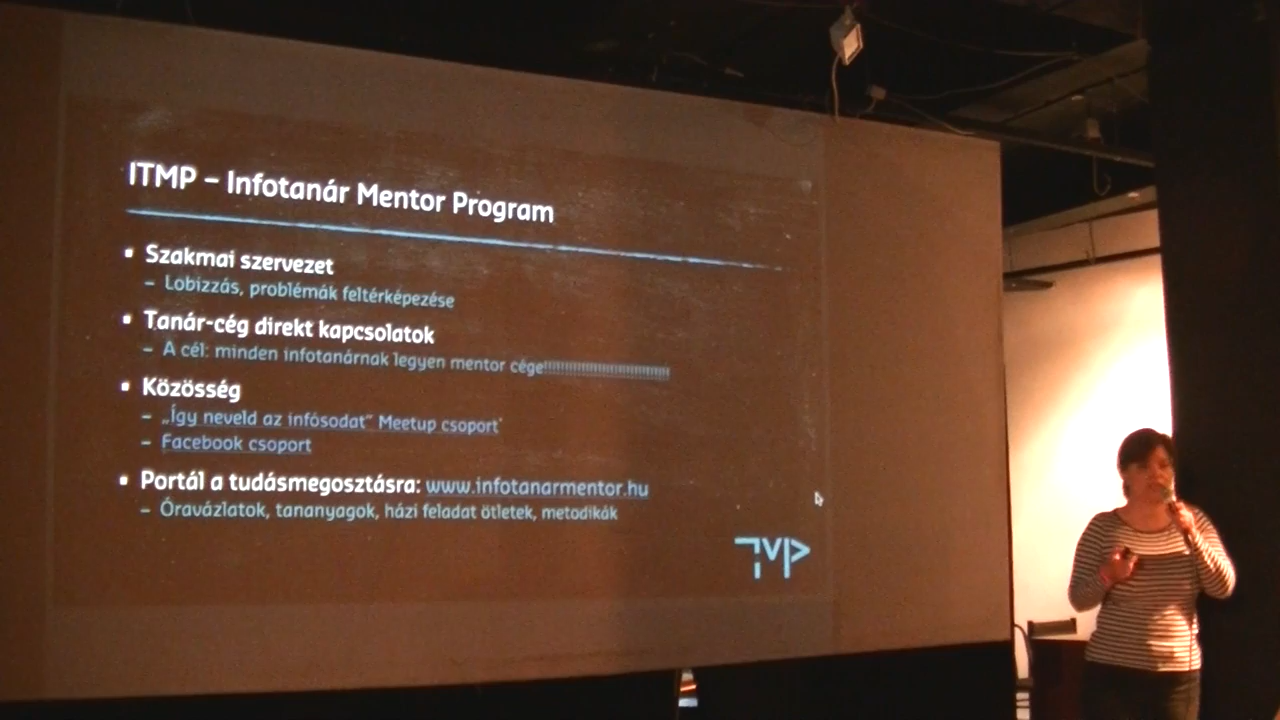 ITMP – Infotanár Mentor Program
▪ Szakmai szervezet
– Lobizzás, problémák feltérképezése
▪ Tanár-cég direkt kapcsolatok
– A cél: minden infotanárnak legyen mentor cége!!!!!!!!!!!!!!!!!!!!!!!!!!!!!!
▪ Közösség
– „Így neveld az infósodat" Meetup csoport
– Facebook csoport
▪ Portál a tudásmegosztásra: www.infotanarmentor.hu
– Óravázlatok, tananyagok, házi feladat ötletek, metodikák